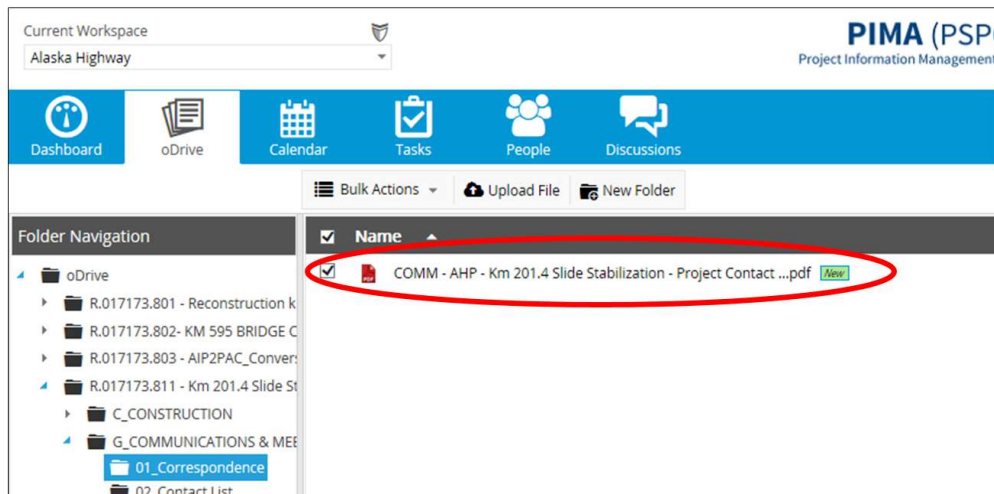 Current Workspace
Alaska Highway
PIMA (PSP
Project Information Management
Dashboard
oDrive
Calendar
Tasks
People
Discussions
Bulk Actions
Upload File
New Folder
Folder Navigation
Name
oDrive
R.017173.801 - Reconstruction k
R.017173.802- KM 595 BRIDGE C
R.017173.803 - AIP2PAC_Convers
R.017173.811 - Km 201.4 Slide St
C_CONSTRUCTION
G_COMMUNICATIONS & MEE
01_Correspondence
02_Contact List
COMM - AHP - Km 201.4 Slide Stabilization - Project Contact ...pdf New
PDF